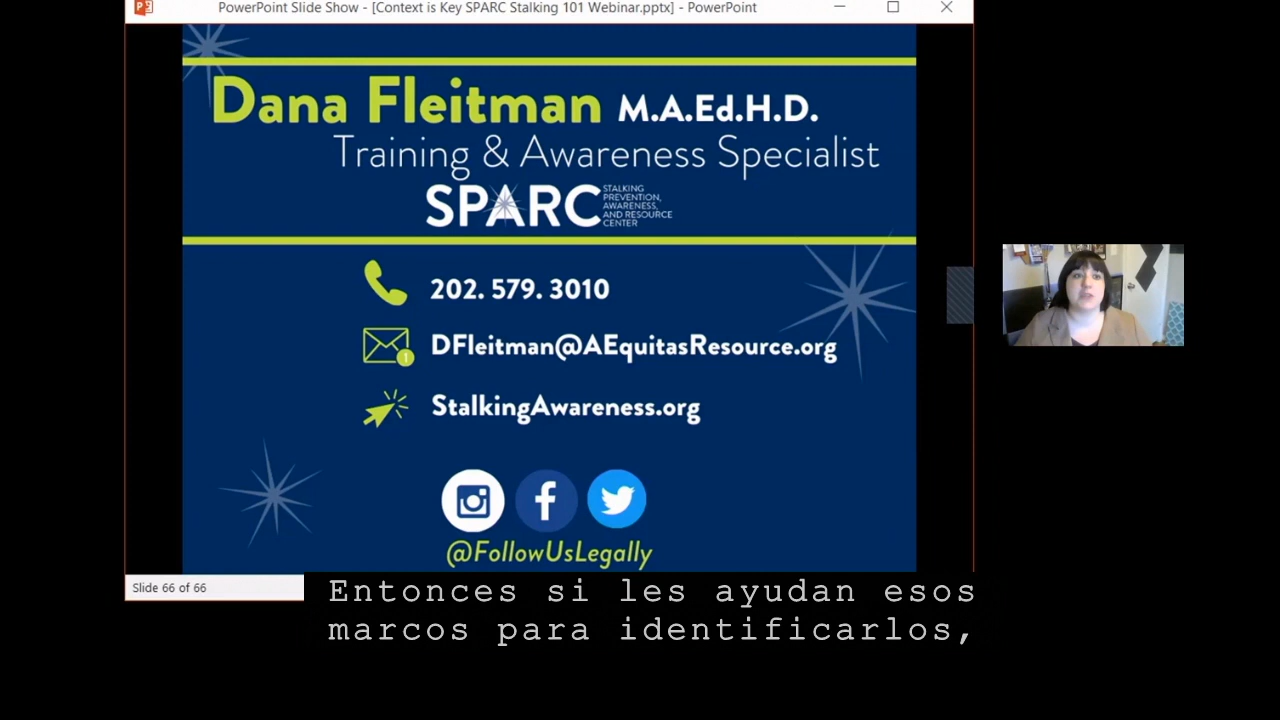 PowerPoint Slide Show - [Context is Key SPARC Stalking 101 Webinar.pptx] - PowerPoint
Dana Fleitman M.A.Ed.H.D.
Training & Awareness Specialist
SPARC
STALKING
PREVENTION,
AWARENESS,
AND RESOURCE
CENTER
202. 579. 3010
1
DFleitman@AEquitasResource.org
StalkingAwareness.org
@FollowUsLegally
Slide 66 of 66
Entonces si les ayudan esos
marcos para identificarlos,